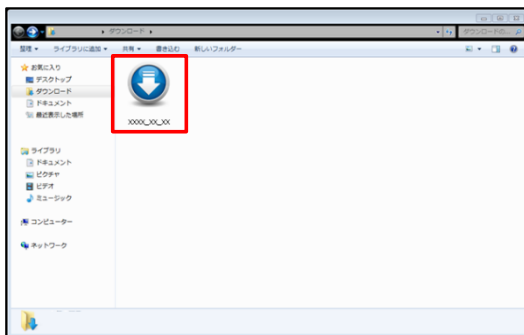 ダウンロード
ダウンロードの...
整理 ライブラリに追加 共有 書き込む 新しいフォルダー
お気に入り
デスクトップ
ダウンロード
ドキュメント
最近表示した場所
XXXX_XX_XX
ライブラリ
ドキュメント
ピクチャ
ビデオ
ミュージック
コンピューター
ネットワーク